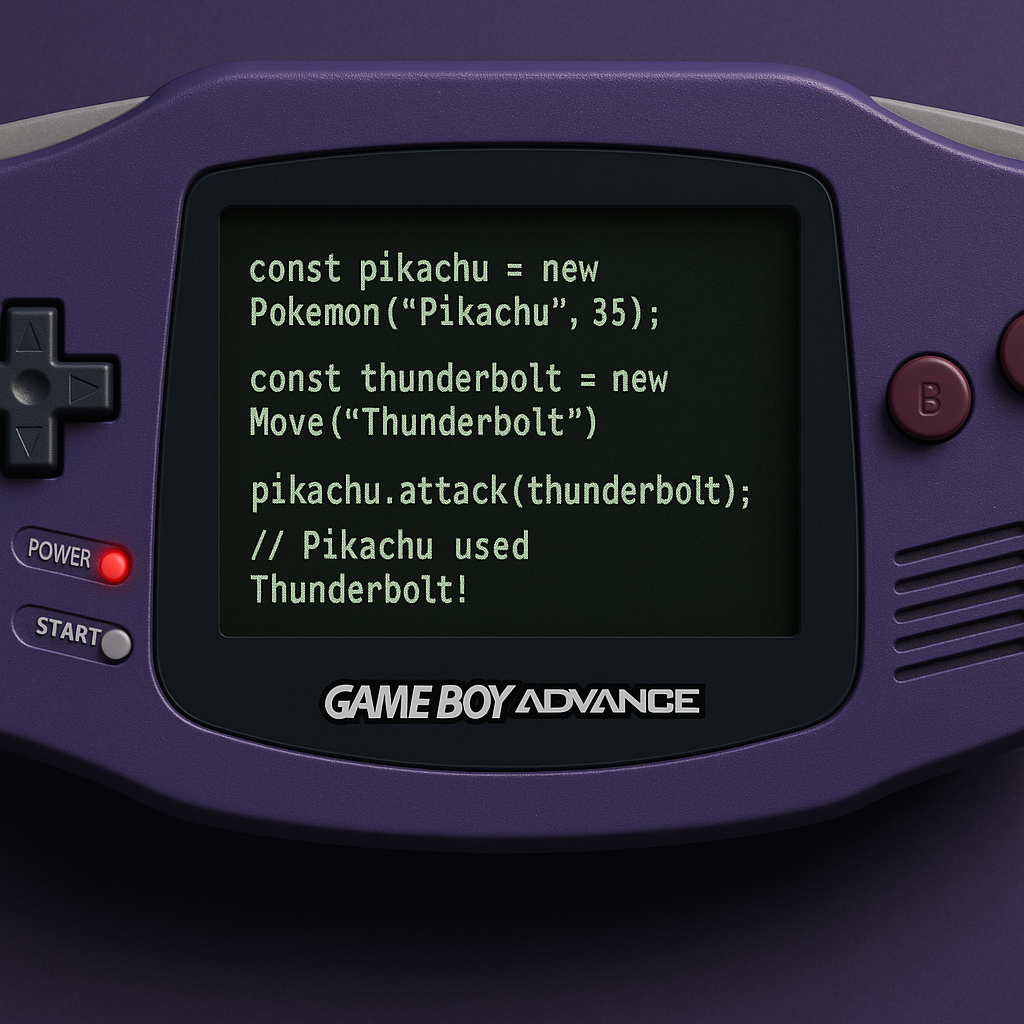 const pikachu = new
Pokemon(“Pikachu”, 35);
const thunderbolt = new
Move(“Thunderbolt”)
pikachu.attack(thunderbolt);
// Pikachu used
Thunderbolt!
POWER
START
B
GAME BOY ADVANCE